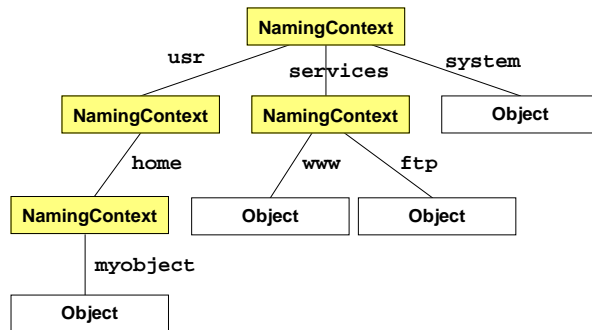 NamingContext
usr
services
system
NamingContext
NamingContext
Object
home
www
ftp
NamingContext
Object
Object
myobject
Object